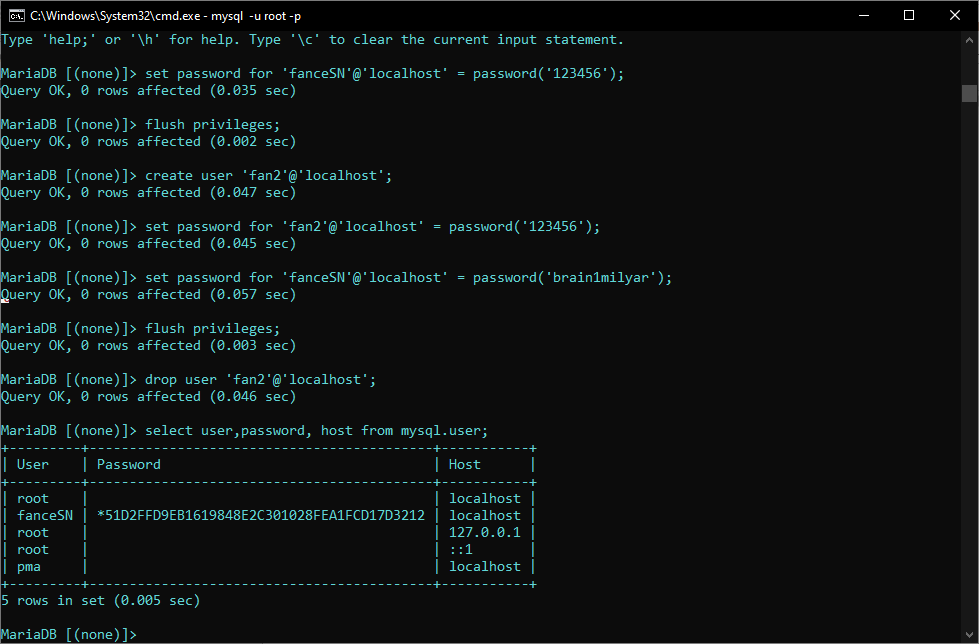 C:\Windows\System32\cmd.exe - mysql  -u root -p
Type 'help;' or '\h' for help. Type '\c' to clear the current input statement.
MariaDB [(none)]> set password for 'fanceSN'@'localhost' = password('123456');
Query OK, 0 rows affected (0.035 sec)
MariaDB [(none)]> flush privileges;
Query OK, 0 rows affected (0.002 sec)
MariaDB [(none)]> create user 'fan2'@'localhost';
Query OK, 0 rows affected (0.047 sec)
MariaDB [(none)]> set password for 'fan2'@'localhost' = password('123456');
Query OK, 0 rows affected (0.045 sec)
MariaDB [(none)]> set password for 'fanceSN'@'localhost' = password('brain1milyar');
Query OK, 0 rows affected (0.057 sec)
MariaDB [(none)]> flush privileges;
Query OK, 0 rows affected (0.003 sec)
MariaDB [(none)]> drop user 'fan2'@'localhost';
Query OK, 0 rows affected (0.046 sec)
MariaDB [(none)]> select user,password, host from mysql.user;
+---------+-------------------------------------------+-----------+
| User    | Password                                  | Host      |
+---------+-------------------------------------------+-----------+
| root    |                                           | localhost |
| fanceSN | *51D2FFD9EB1619848E2C301028FEA1FCD17D3212 | localhost |
| root    |                                           | 127.0.0.1 |
| root    |                                           | ::1       |
| pma     |                                           | localhost |
+---------+-------------------------------------------+-----------+
5 rows in set (0.005 sec)
MariaDB [(none)]>